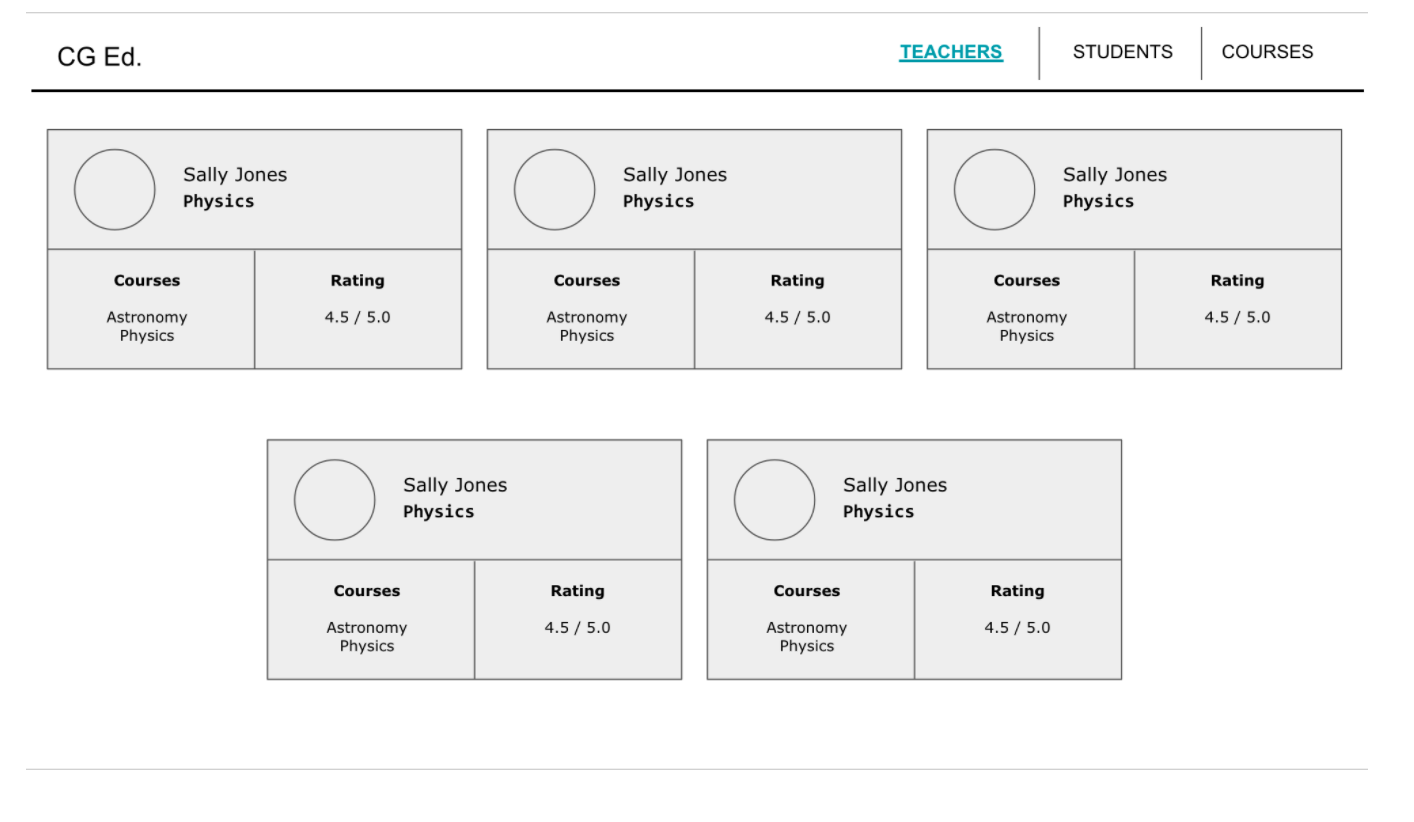 CG Ed.
TEACHERS
STUDENTS
COURSES
Sally Jones
Physics
Courses
Astronomy
Physics
Rating
4.5 / 5.0
Sally Jones
Physics
Courses
Astronomy
Physics
Rating
4.5 / 5.0
Sally Jones
Physics
Courses
Astronomy
Physics
Rating
4.5 / 5.0
Sally Jones
Physics
Courses
Astronomy
Physics
Rating
4.5 / 5.0
Sally Jones
Physics
Courses
Astronomy
Physics
Rating
4.5 / 5.0